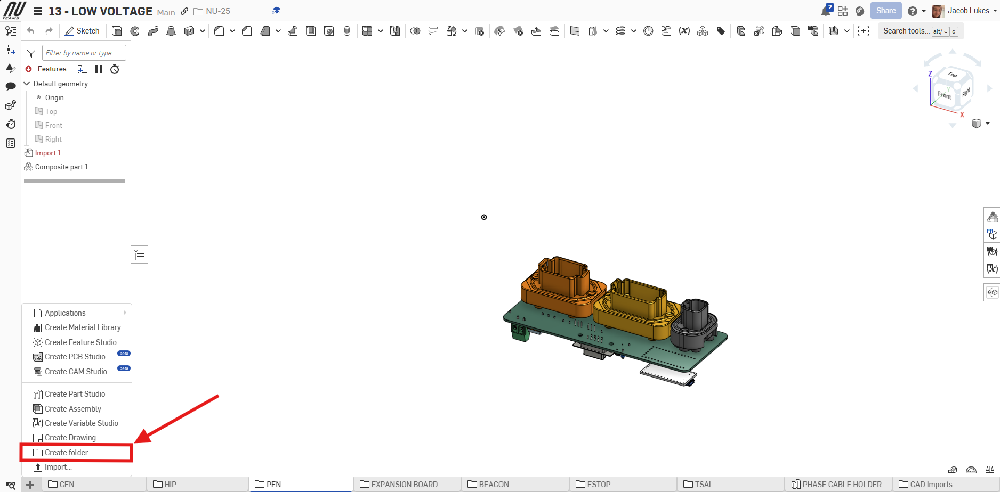 NU TEAMS
13 - LOW VOLTAGE Main NU-25
2
Share
Jacob Lukes
Sketch
(x)
Search tools... alt/⌥ c
Filter by name or type
Features ...
Default geometry
Origin
Top
Front
Right
Import 1
Composite part 1
Z
Top
Y
Front
Right
X
(x)
Applications
Create Material Library
Create Feature Studio
Create PCB Studio beta
Create CAM Studio beta
Create Part Studio
Create Assembly
Create Variable Studio
Create Drawing...
Create folder
Import...
CEN
HIP
PEN
EXPANSION BOARD
BEACON
ESTOP
TSAL
PHASE CABLE HOLDER
CAD Imports